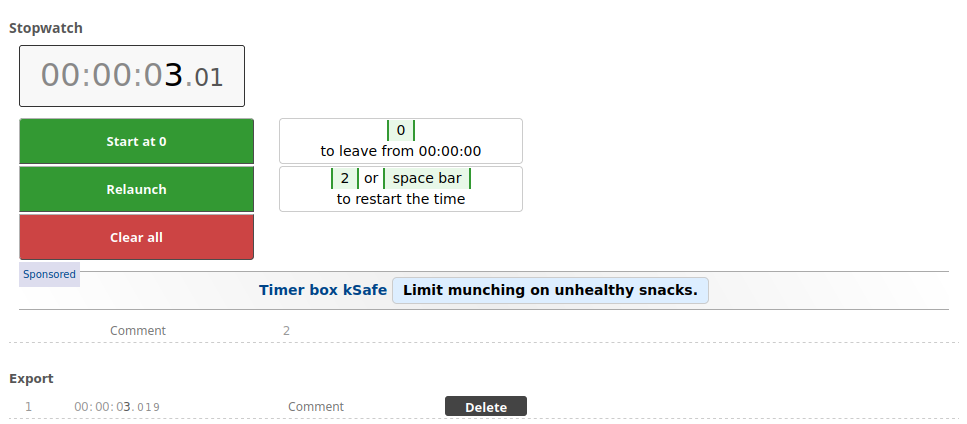 Stopwatch
00:00:03.01
Start at 0
0
to leave from 00:00:00
Relaunch
2 or space bar
to restart the time
Clear all
Sponsored
Timer box kSafe Limit munching on unhealthy snacks.
Comment 2
Export
1 00:00:03.019 Comment Delete